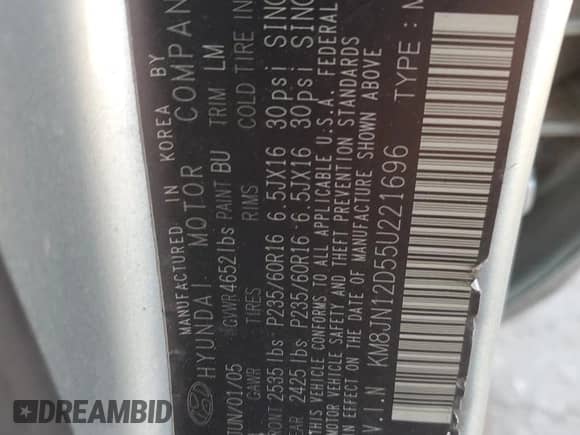 MANUFACTURED IN KOREA BY
HYUNDAI MOTOR COMPAN
JUN/01/05 GVWR 4652 lbs PAINT BU TRIM LM
GAWR TIRES RIMS COLD TIRE IN
FRONT 2535 lbs P235/60R16 6.5JX16 30psi SING
REAR 2425 lbs P235/60R16 6.5JX16 30psi SING
THIS VEHICLE CONFORMS TO ALL APPLICABLE U.S.A. FEDERAL
MOTOR VEHICLE SAFETY AND THEFT PREVENTION STANDARDS
IN EFFECT ON THE DATE OF MANUFACTURE SHOWN ABOVE
V.I.N KM8JN12D55U221696 TYPE : M
DREAMBID